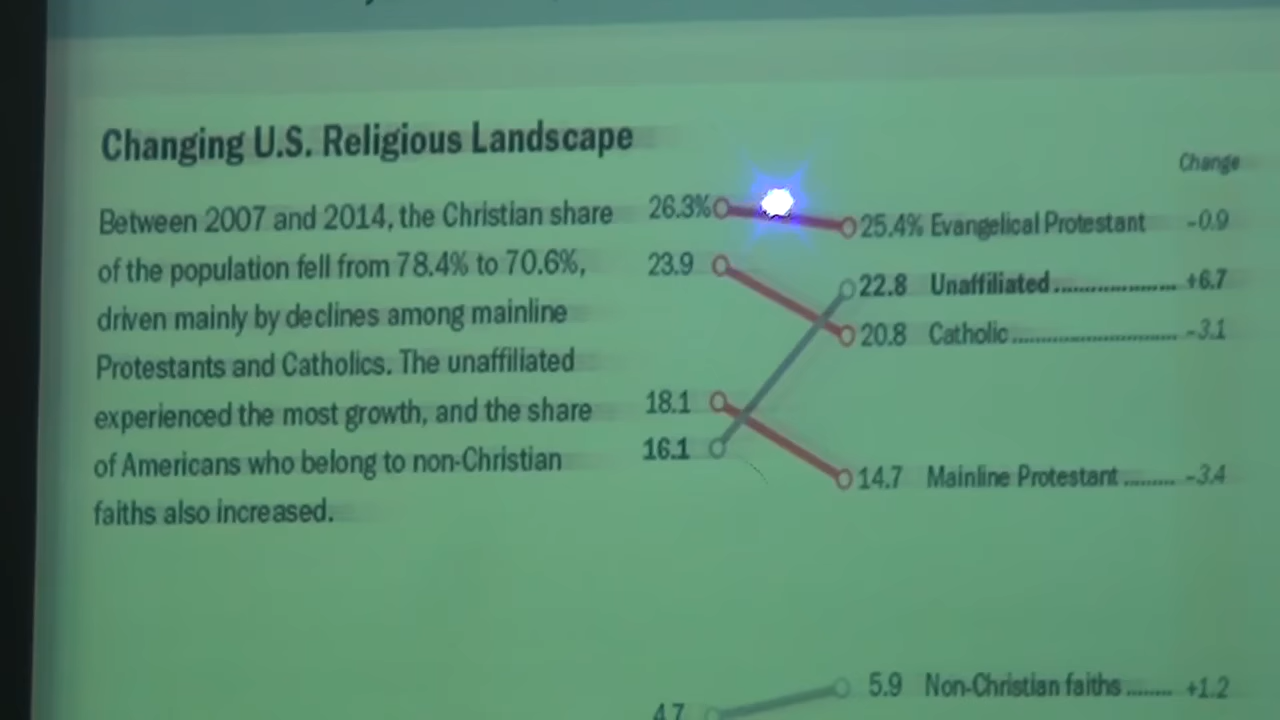 Changing U.S. Religious Landscape
Between 2007 and 2014, the Christian share
of the population fell from 78.4% to 70.6%,
driven mainly by declines among mainline
Protestants and Catholics. The unaffiliated
experienced the most growth, and the share
of Americans who belong to non-Christian
faiths also increased.
Change
26.3% 25.4% Evangelical Protestant -0.9
23.9
22.8 Unaffiliated .................... +6.7
20.8 Catholic ........................... -3.1
18.1
16.1
14.7 Mainline Protestant ......... -3.4
5.9 Non-Christian faiths ........ +1.2
4.7